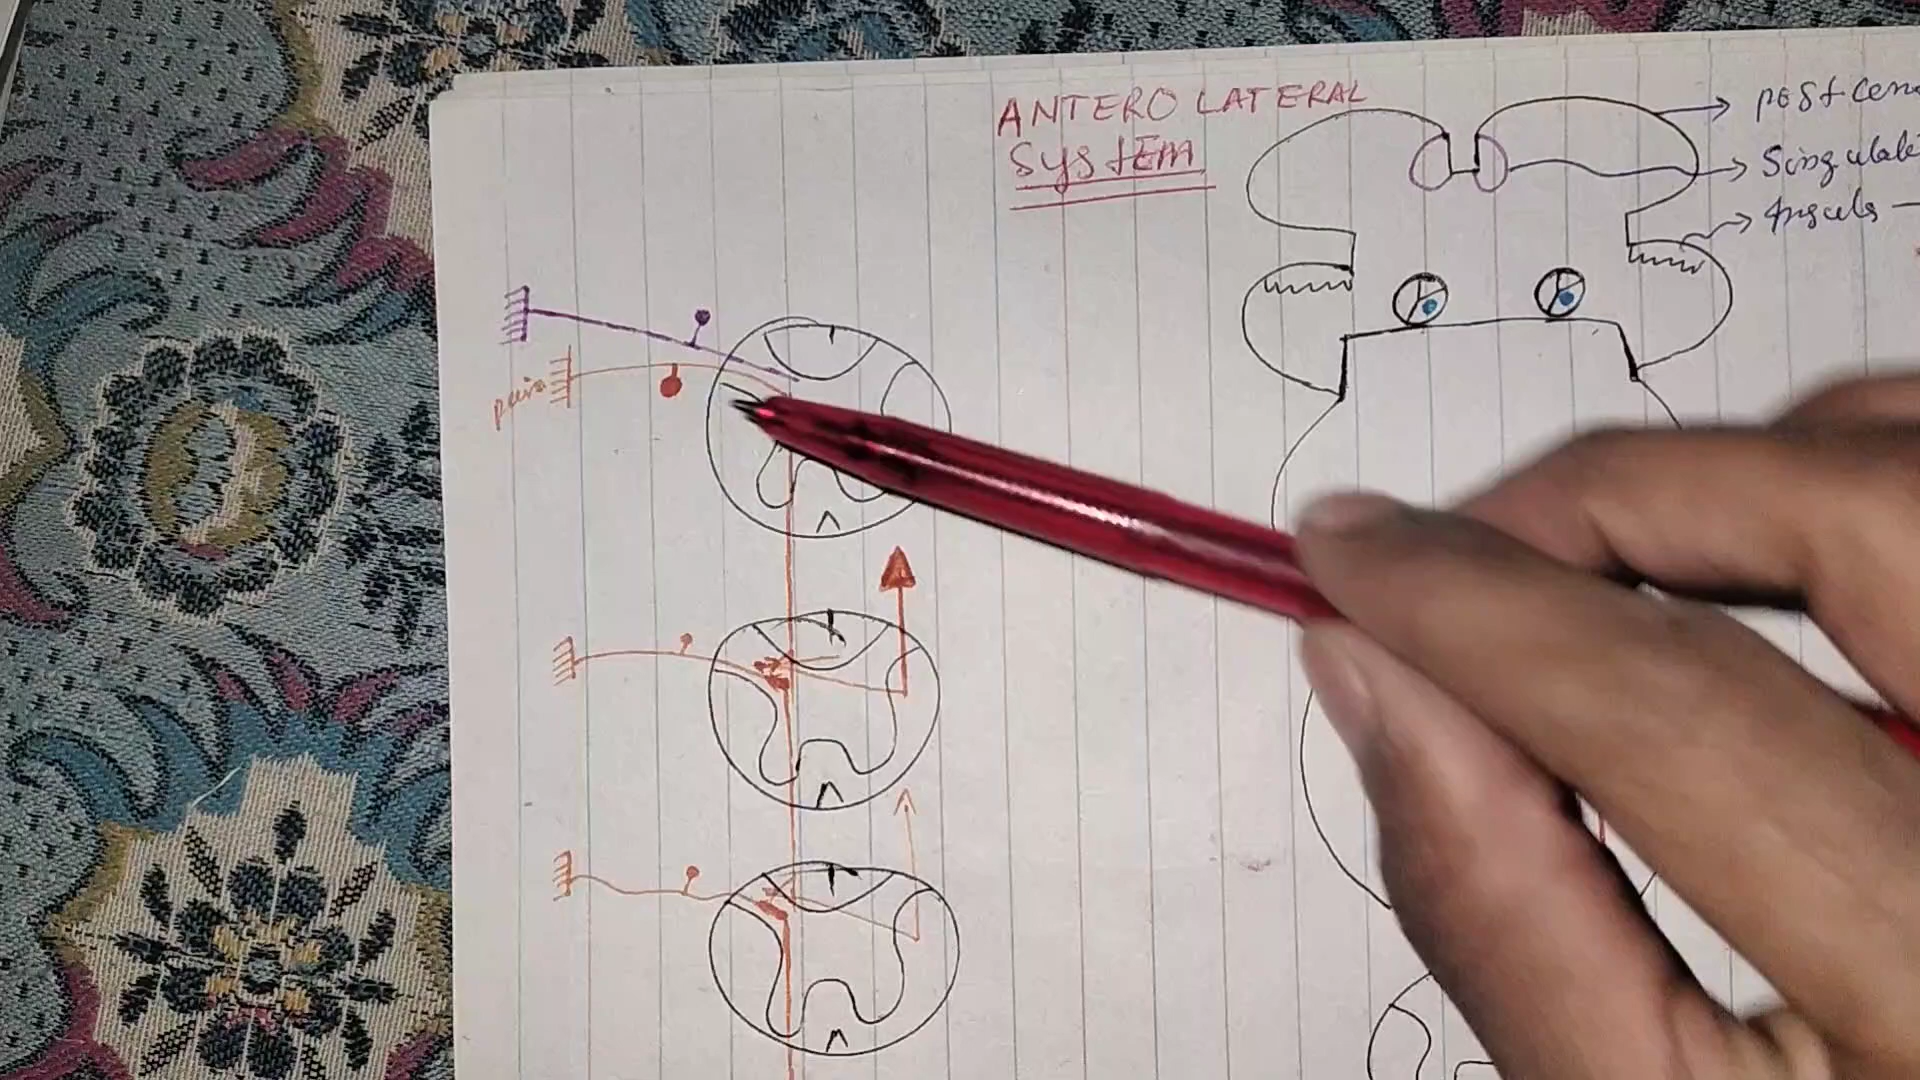 ANTERO LATERAL
SYSTEM
post cen
Singulate
Insula
pain